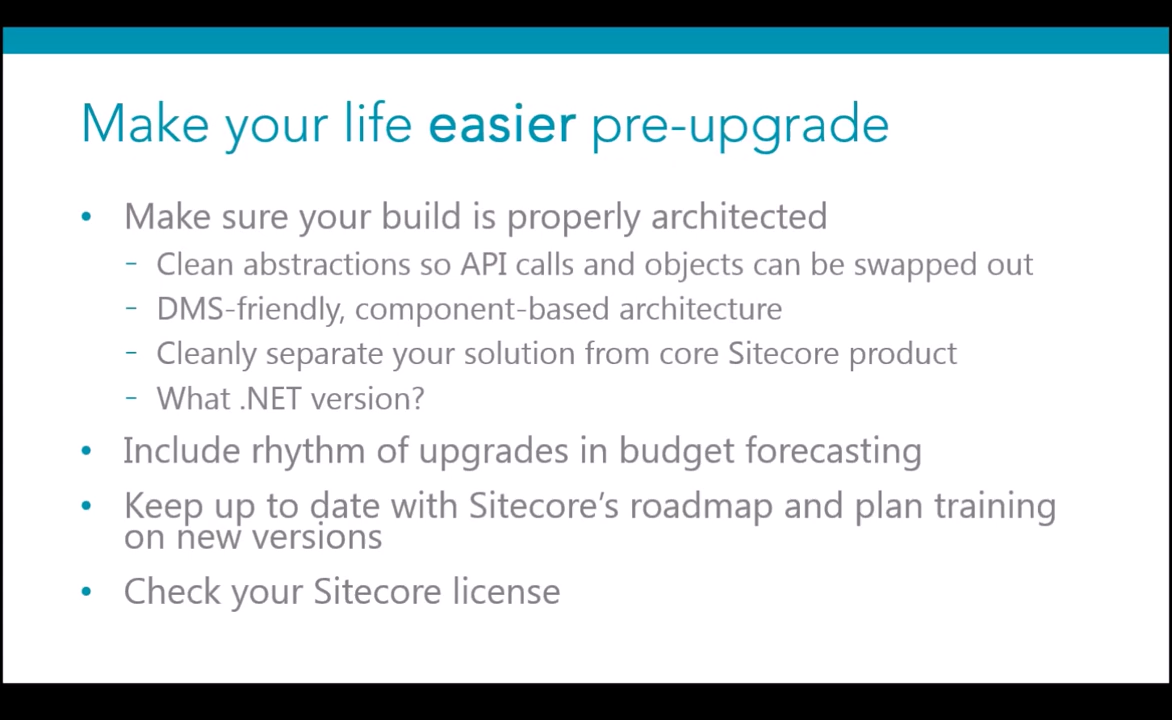 Make your life easier pre-upgrade
• Make sure your build is properly architected
- Clean abstractions so API calls and objects can be swapped out
- DMS-friendly, component-based architecture
- Cleanly separate your solution from core Sitecore product
- What .NET version?
• Include rhythm of upgrades in budget forecasting
• Keep up to date with Sitecore’s roadmap and plan training
on new versions
• Check your Sitecore license